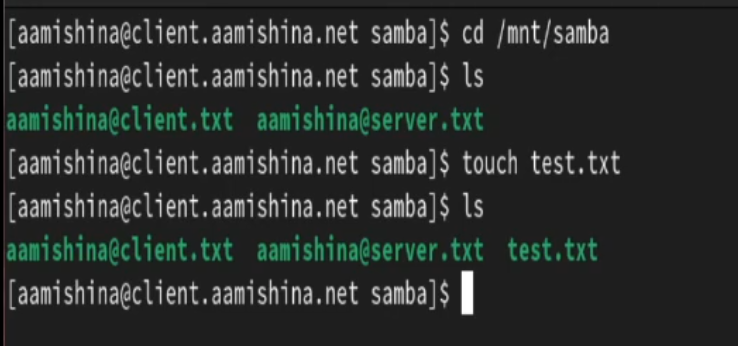 [aamishina@client.aamishina.net samba]$ cd /mnt/samba
[aamishina@client.aamishina.net samba]$ ls
aamishina@client.txt  aamishina@server.txt
[aamishina@client.aamishina.net samba]$ touch test.txt
[aamishina@client.aamishina.net samba]$ ls
aamishina@client.txt  aamishina@server.txt  test.txt
[aamishina@client.aamishina.net samba]$